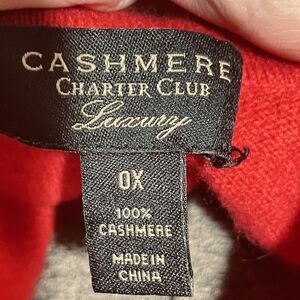 CASHMERE
CHARTER CLUB
Luxury
0X
100%
CASHMERE
MADE IN
CHINA